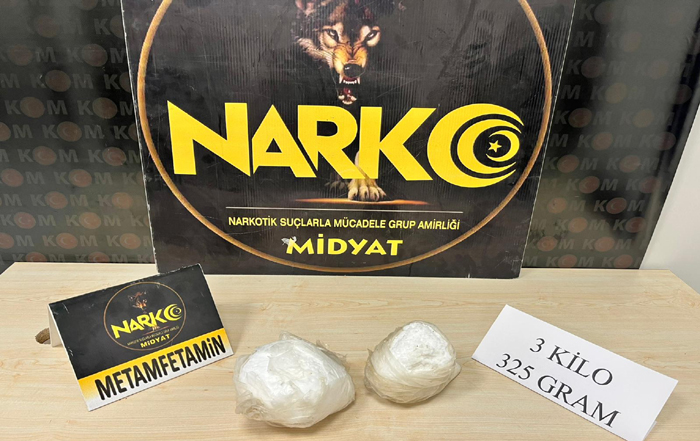 NARKO
NARKOTİK SUÇLARLA MÜCADELE GRUP AMİRLİĞİ
MİDYAT
KOM
NARKO
MİDYAT
METAMFETAMİN
3 KİLO
325 GRAM